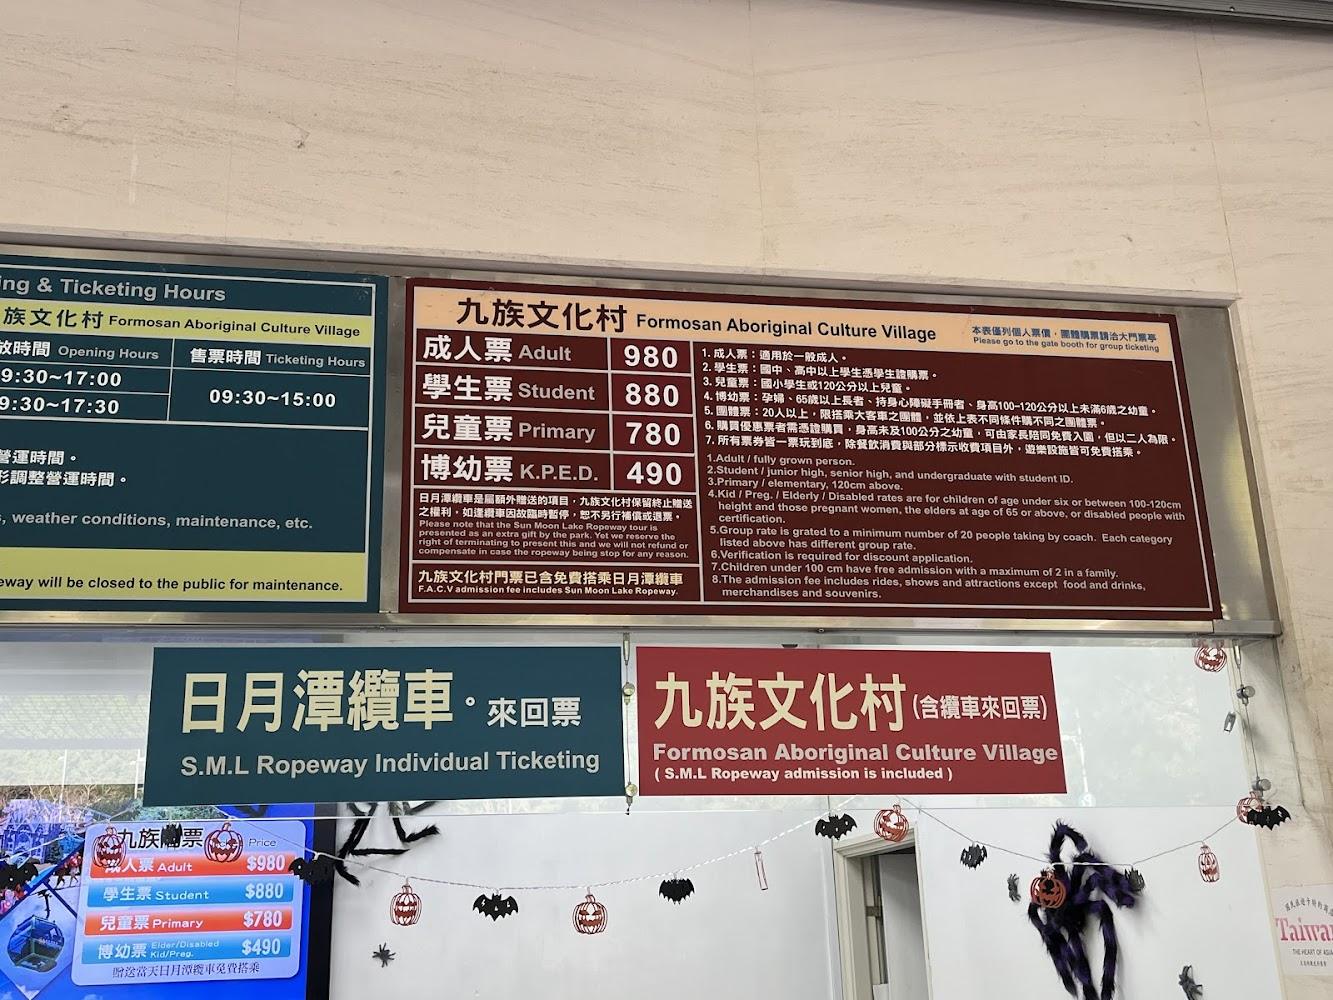 ing & Ticketing Hours
族文化村 Formosan Aboriginal Culture Village
放時間 Opening Hours
售票時間 Ticketing Hours
9:30~17:00
9:30~17:30
09:30~15:00
營運時間。
調整營運時間。
, weather conditions, maintenance, etc.
eway will be closed to the public for maintenance.
九族文化村 Formosan Aboriginal Culture Village
本表僅列個人票價，團體購票請洽大門票亭
Please go to the gate booth for group ticketing
成人票 Adult 980
學生票 Student 880
兒童票 Primary 780
博幼票 K.P.E.D. 490
日月潭纜車是屬額外贈送的項目，九族文化村保留終止贈送
之權利，如逢纜車因故臨時暫停，恕不另行補償或退票。
Please note that the Sun Moon Lake Ropeway tour is
presented as an extra gift by the park. Yet we reserve the
right of terminating to present this and we will not refund or
compensate in case the ropeway being stop for any reason.
九族文化村門票已含免費搭乘日月潭纜車
F.A.C.V admission fee includes Sun Moon Lake Ropeway.
1. 成人票：適用於一般成人。
2. 學生票：國中、高中以上學生憑學生證購票。
3. 兒童票：國小學生或120公分以上兒童。
4. 博幼票：孕婦、65歲以上長者、持身心障礙手冊者、身高100-120公分以上未滿6歲之幼童。
5. 團體票：20人以上，限搭乘大客車之團體，並依上表不同條件購不同之團體票。
6. 購買優惠票者需憑證購買，身高未及100公分之幼童，可由家長陪同免費入園，但以二人為限。
7. 所有票券皆一票玩到底，除餐飲消費與部分標示收費項目外，遊樂設施皆可免費搭乘。
1.Adult / fully grown person.
2.Student / junior high, senior high, and undergraduate with student ID.
3.Primary / elementary, 120cm above.
4.Kid / Preg. / Elderly / Disabled rates are for children of age under six or between 100-120cm
height and those pregnant women, the elders at age of 65 or above, or disabled people with
certification.
5.Group rate is grated to a minimum number of 20 people taking by coach. Each category
listed above has different group rate.
6.Verification is required for discount application.
7.Children under 100 cm have free admission with a maximum of 2 in a family.
8.The admission fee includes rides, shows and attractions except food and drinks,
merchandises and souvenirs.
日月潭纜車。來回票
S.M.L Ropeway Individual Ticketing
九族文化村(含纜車來回票)
Formosan Aboriginal Culture Village
( S.M.L Ropeway admission is included )
九族門票 Price
成人票 Adult $980
學生票 Student $880
兒童票 Primary $780
博幼票 Elder/Disabled Kid/Preg. $490
贈送當天日月潭纜車免費搭乘
Taiwan
THE HEART OF ASIA